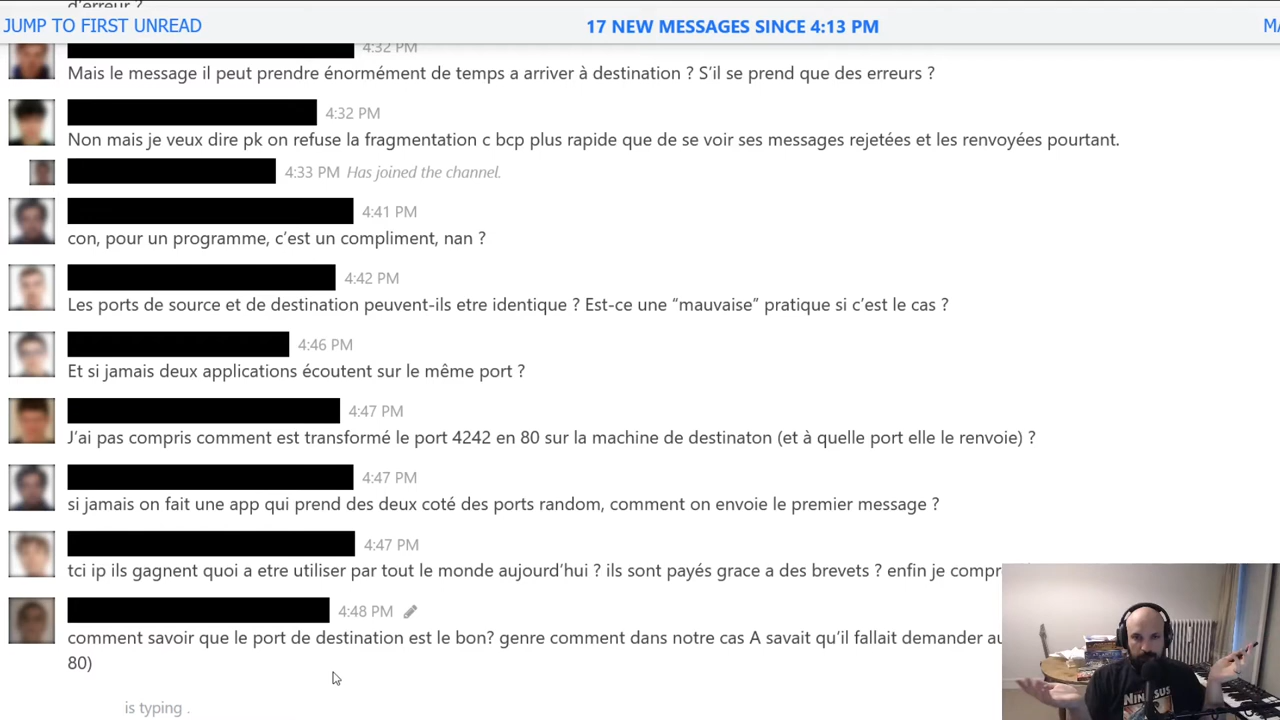 d'erreur ?
JUMP TO FIRST UNREAD
17 NEW MESSAGES SINCE 4:13 PM
4:32 PM
Mais le message il peut prendre énormément de temps a arriver à destination ? S'il se prend que des erreurs ?
4:32 PM
Non mais je veux dire pk on refuse la fragmentation c bcp plus rapide que de se voir ses messages rejetées et les renvoyées pourtant.
4:33 PM Has joined the channel.
4:41 PM
con, pour un programme, c'est un compliment, nan ?
4:42 PM
Les ports de source et de destination peuvent-ils etre identique ? Est-ce une “mauvaise” pratique si c'est le cas ?
4:46 PM
Et si jamais deux applications écoutent sur le même port ?
4:47 PM
J'ai pas compris comment est transformé le port 4242 en 80 sur la machine de destinaton (et à quelle port elle le renvoie) ?
4:47 PM
si jamais on fait une app qui prend des deux coté des ports random, comment on envoie le premier message ?
4:47 PM
tci ip ils gagnent quoi a etre utiliser par tout le monde aujourd'hui ? ils sont payés grace a des brevets ? enfin je compr
4:48 PM
comment savoir que le port de destination est le bon? genre comment dans notre cas A savait qu'il fallait demander au
80)
is typing .